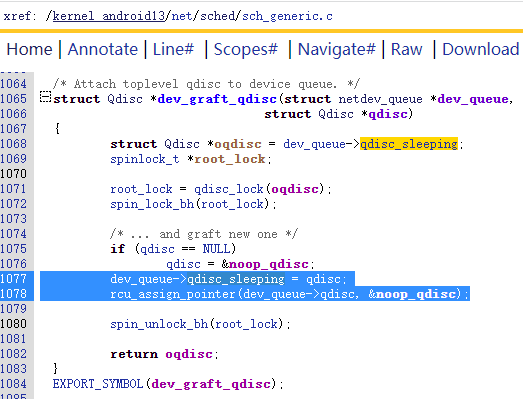 xref: /kernel_android13/net/sched/sch_generic.c
Home | Annotate | Line# | Scopes# | Navigate# | Raw | Download
1064 /* Attach toplevel qdisc to device queue. */
1065 struct Qdisc *dev_graft_qdisc(struct netdev_queue *dev_queue,
1066 struct Qdisc *qdisc)
1067 {
1068 struct Qdisc *oqdisc = dev_queue->qdisc_sleeping;
1069 spinlock_t *root_lock;
1070
1071 root_lock = qdisc_lock(oqdisc);
1072 spin_lock_bh(root_lock);
1073
1074 /* ... and graft new one */
1075 if (qdisc == NULL)
1076 qdisc = &noop_qdisc;
1077 dev_queue->qdisc_sleeping = qdisc;
1078 rcu_assign_pointer(dev_queue->qdisc, &noop_qdisc);
1079
1080 spin_unlock_bh(root_lock);
1081
1082 return oqdisc;
1083 }
1084 EXPORT_SYMBOL(dev_graft_qdisc);